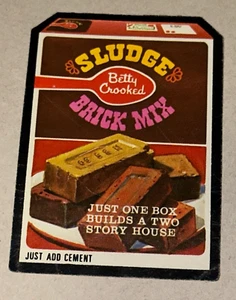 SLUDGE
Betty
Crooked
BRICK MIX
JUST ONE BOX
BUILDS A TWO
STORY HOUSE
JUST ADD CEMENT